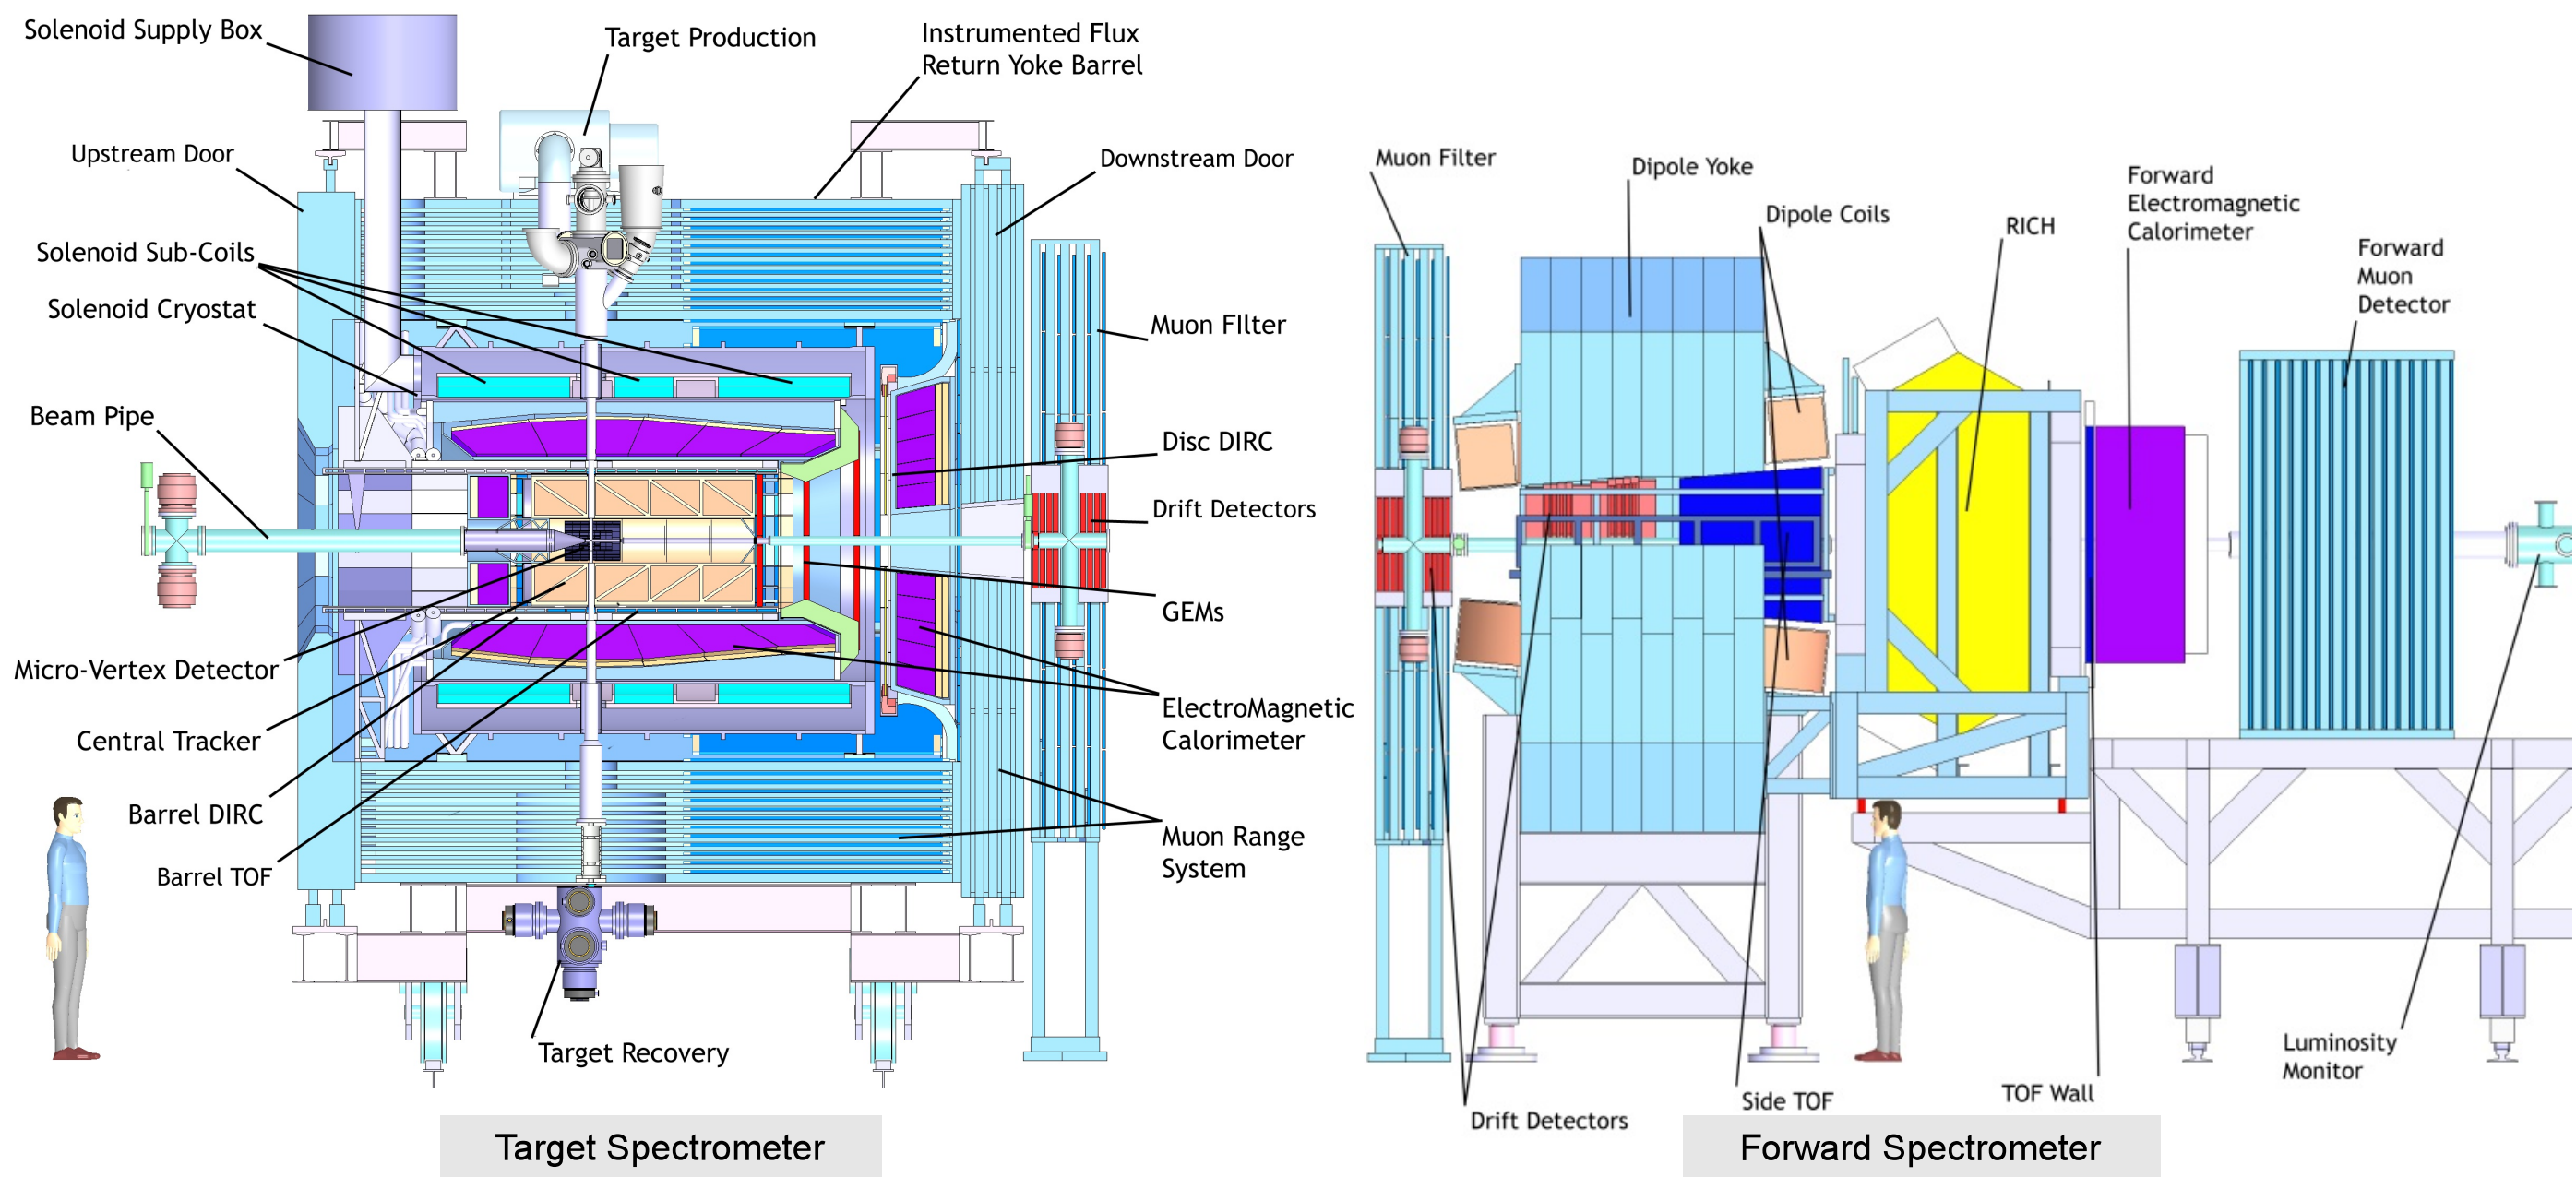 Solenoid Supply Box
Target Production
Instrumented Flux
Return Yoke Barrel
Upstream Door
Downstream Door
Solenoid Sub-Coils
Solenoid Cryostat
Muon FIlter
Beam Pipe
Disc DIRC
Drift Detectors
GEMs
Micro-Vertex Detector
Central Tracker
ElectroMagnetic
Calorimeter
Barrel DIRC
Muon Range
System
Barrel TOF
Target Recovery
Target Spectrometer
Muon Filter
Dipole Yoke
Dipole Coils
RICH
Forward
Electromagnetic
Calorimeter
Forward
Muon
Detector
Luminosity
Monitor
TOF Wall
Side TOF
Drift Detectors
Forward Spectrometer